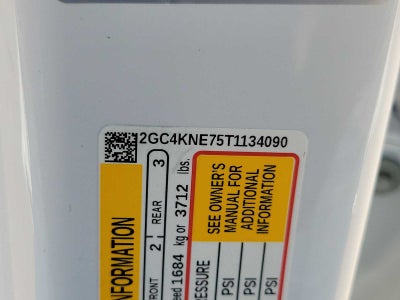 2GC4KNE75T1134090
INFORMATION
FRONT 2 REAR 3
1684 kg or 3712 lbs.
SEE OWNER'S
MANUAL FOR
ADDITIONAL
INFORMATION
PSI
PSI
PSI